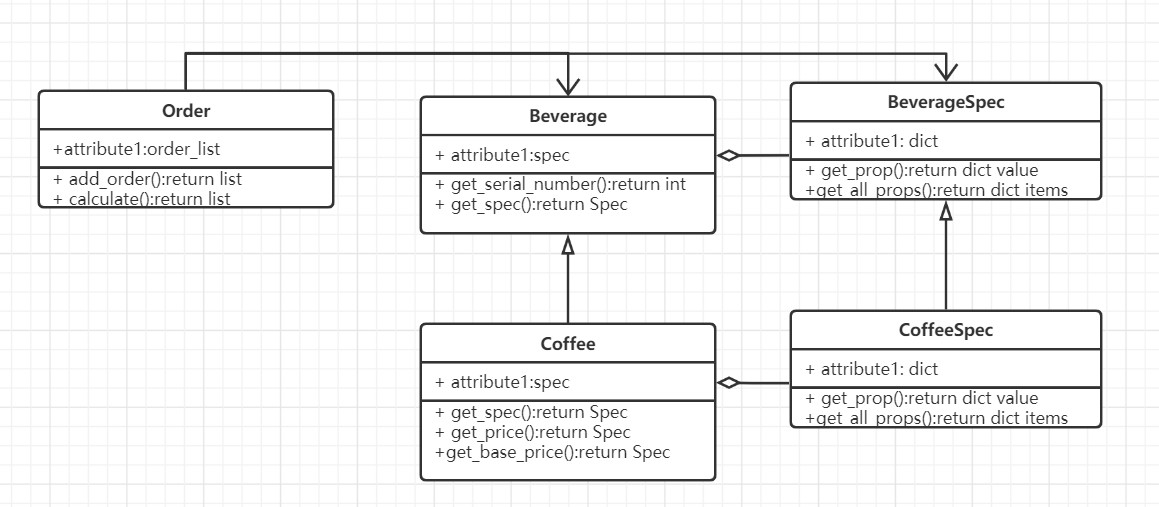 Order
+attribute1:order_list
+ add_order():return list
+ calculate():return list
Beverage
+ attribute1:spec
+ get_serial_number():return int
+ get_spec():return Spec
BeverageSpec
+ attribute1: dict
+ get_prop():return dict value
+get_all_props():return dict items
Coffee
+ attribute1:spec
+ get_spec():return Spec
+ get_price():return Spec
+get_base_price():return Spec
CoffeeSpec
+ attribute1: dict
+ get_prop():return dict value
+get_all_props():return dict items